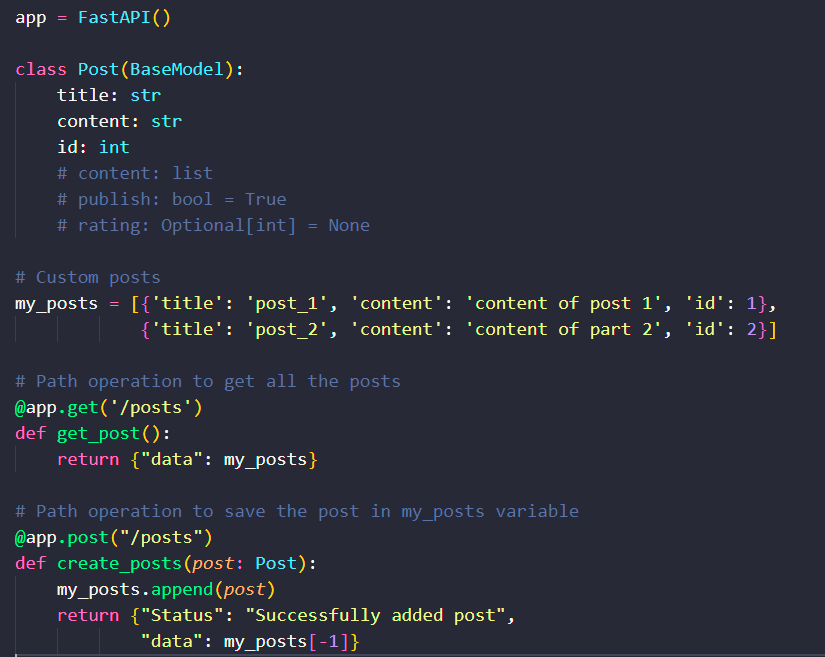 app = FastAPI()
class Post(BaseModel):
    title: str
    content: str
    id: int
    # content: list
    # publish: bool = True
    # rating: Optional[int] = None
# Custom posts
my_posts = [{'title': 'post_1', 'content': 'content of post 1', 'id': 1},
            {'title': 'post_2', 'content': 'content of part 2', 'id': 2}]
# Path operation to get all the posts
@app.get('/posts')
def get_post():
    return {"data": my_posts}
# Path operation to save the post in my_posts variable
@app.post("/posts")
def create_posts(post: Post):
    my_posts.append(post)
    return {"Status": "Successfully added post",
            "data": my_posts[-1]}